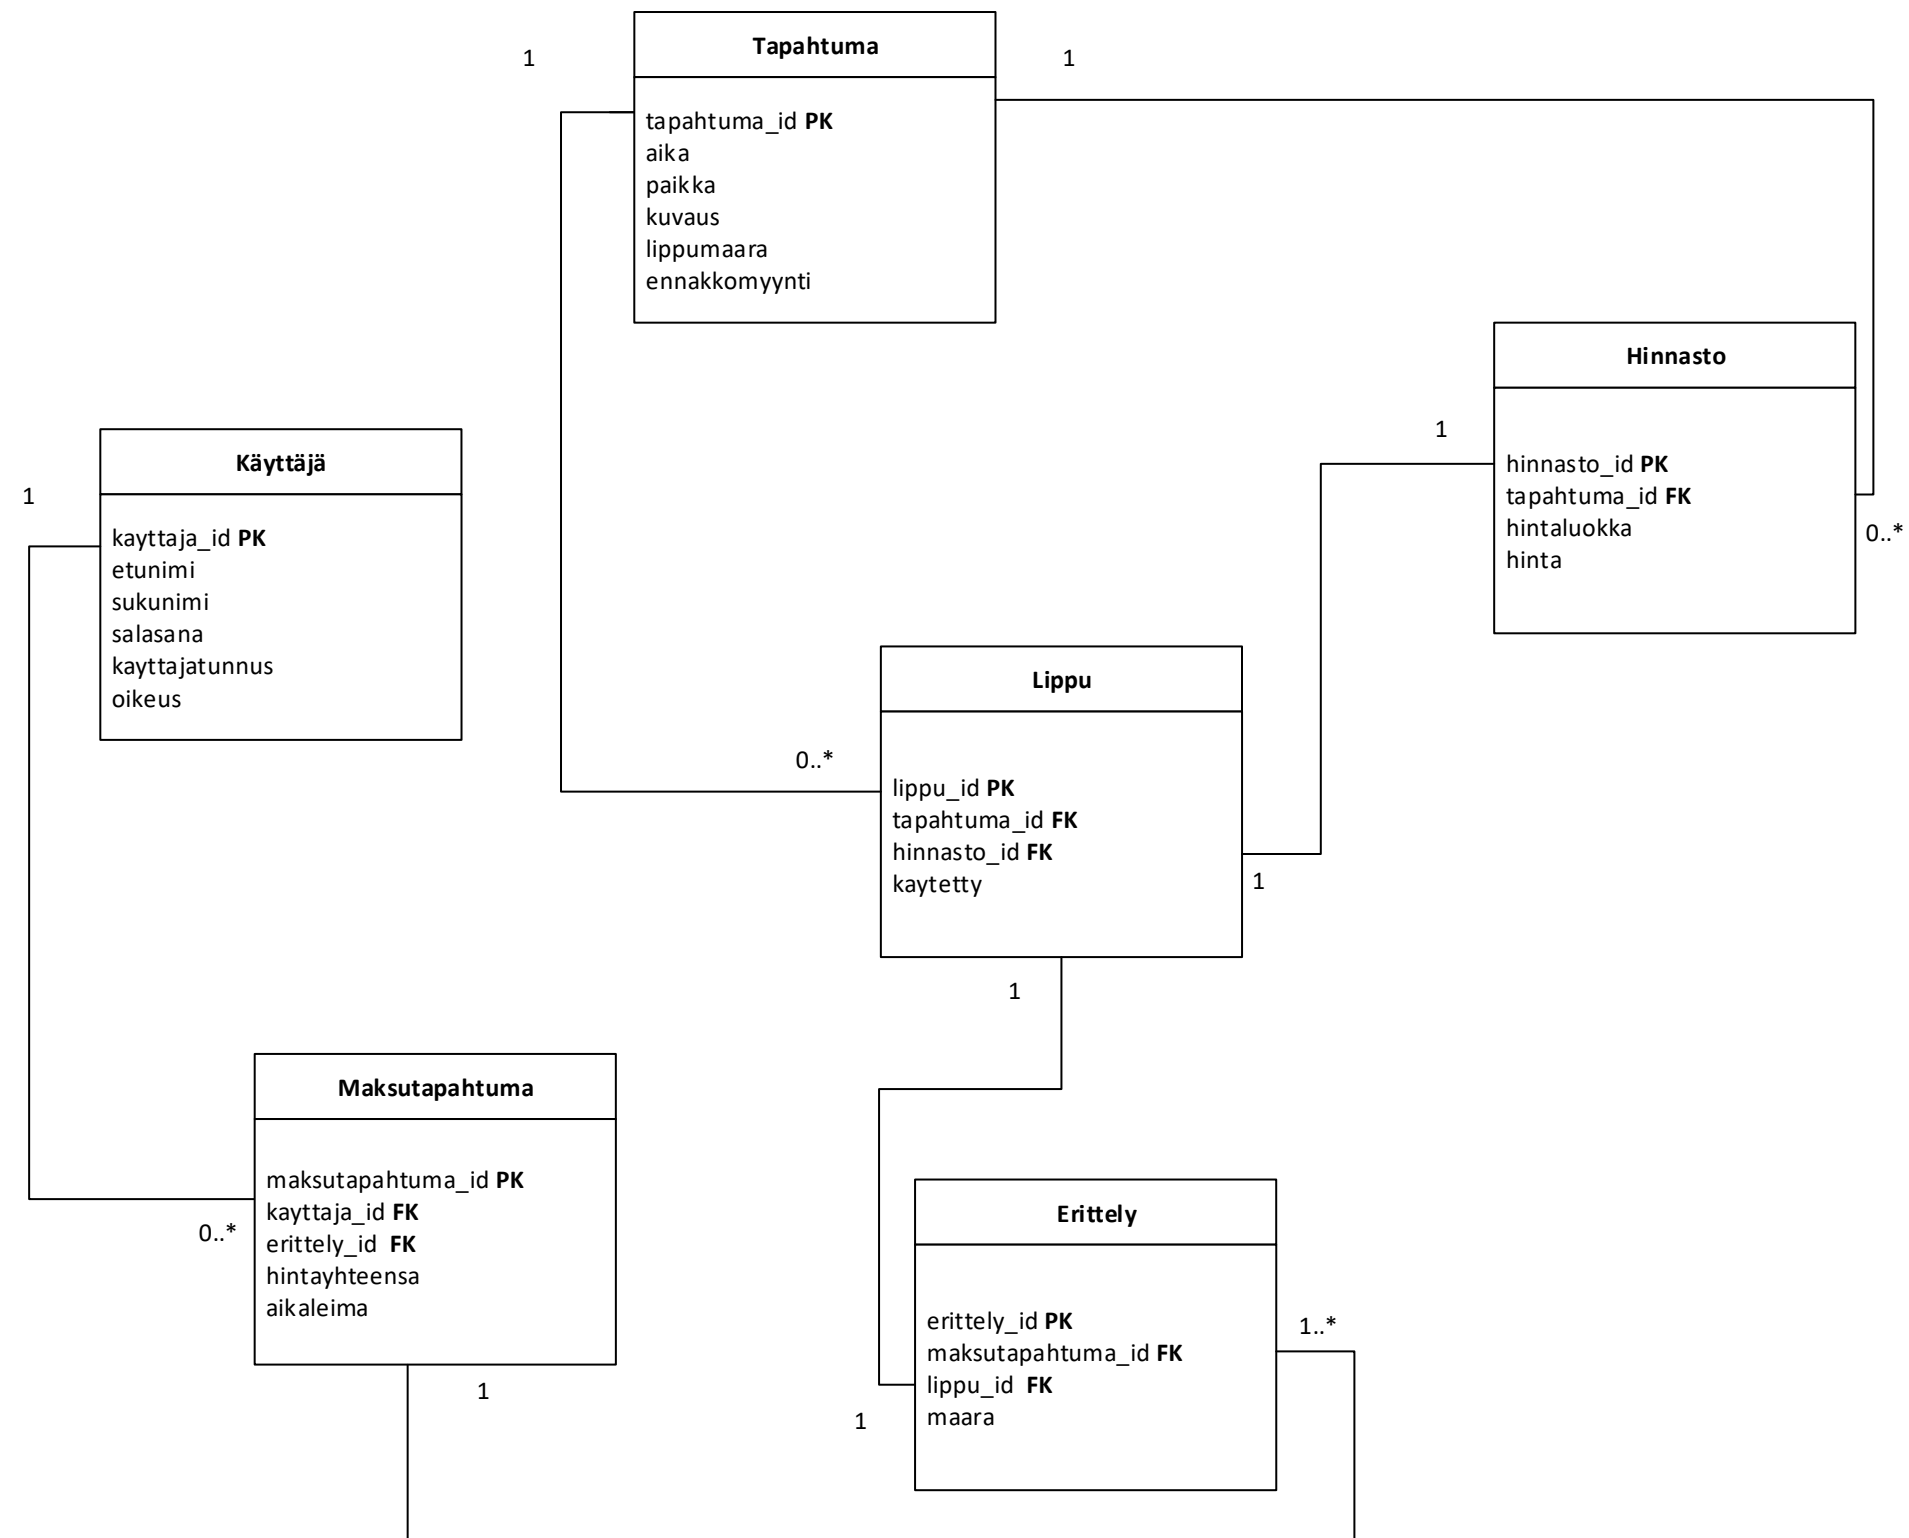 1
Tapahtuma
1
tapahtuma_id PK
aika
paikka
kuvaus
lippumaara
ennakkomyynti
Hinnasto
1
hinnasto_id PK
tapahtuma_id FK
hintaluokka
hinta
0..*
Käyttäjä
1
kayttaja_id PK
etunimi
sukunimi
salasana
kayttajatunnus
oikeus
Lippu
0..*
lippu_id PK
tapahtuma_id FK
hinnasto_id FK
kaytetty
1
1
Maksutapahtuma
maksutapahtuma_id PK
kayttaja_id FK
erittely_id FK
hintayhteensa
aikaleima
0..*
1
Erittely
erittely_id PK
maksutapahtuma_id FK
lippu_id FK
maara
1..*
1